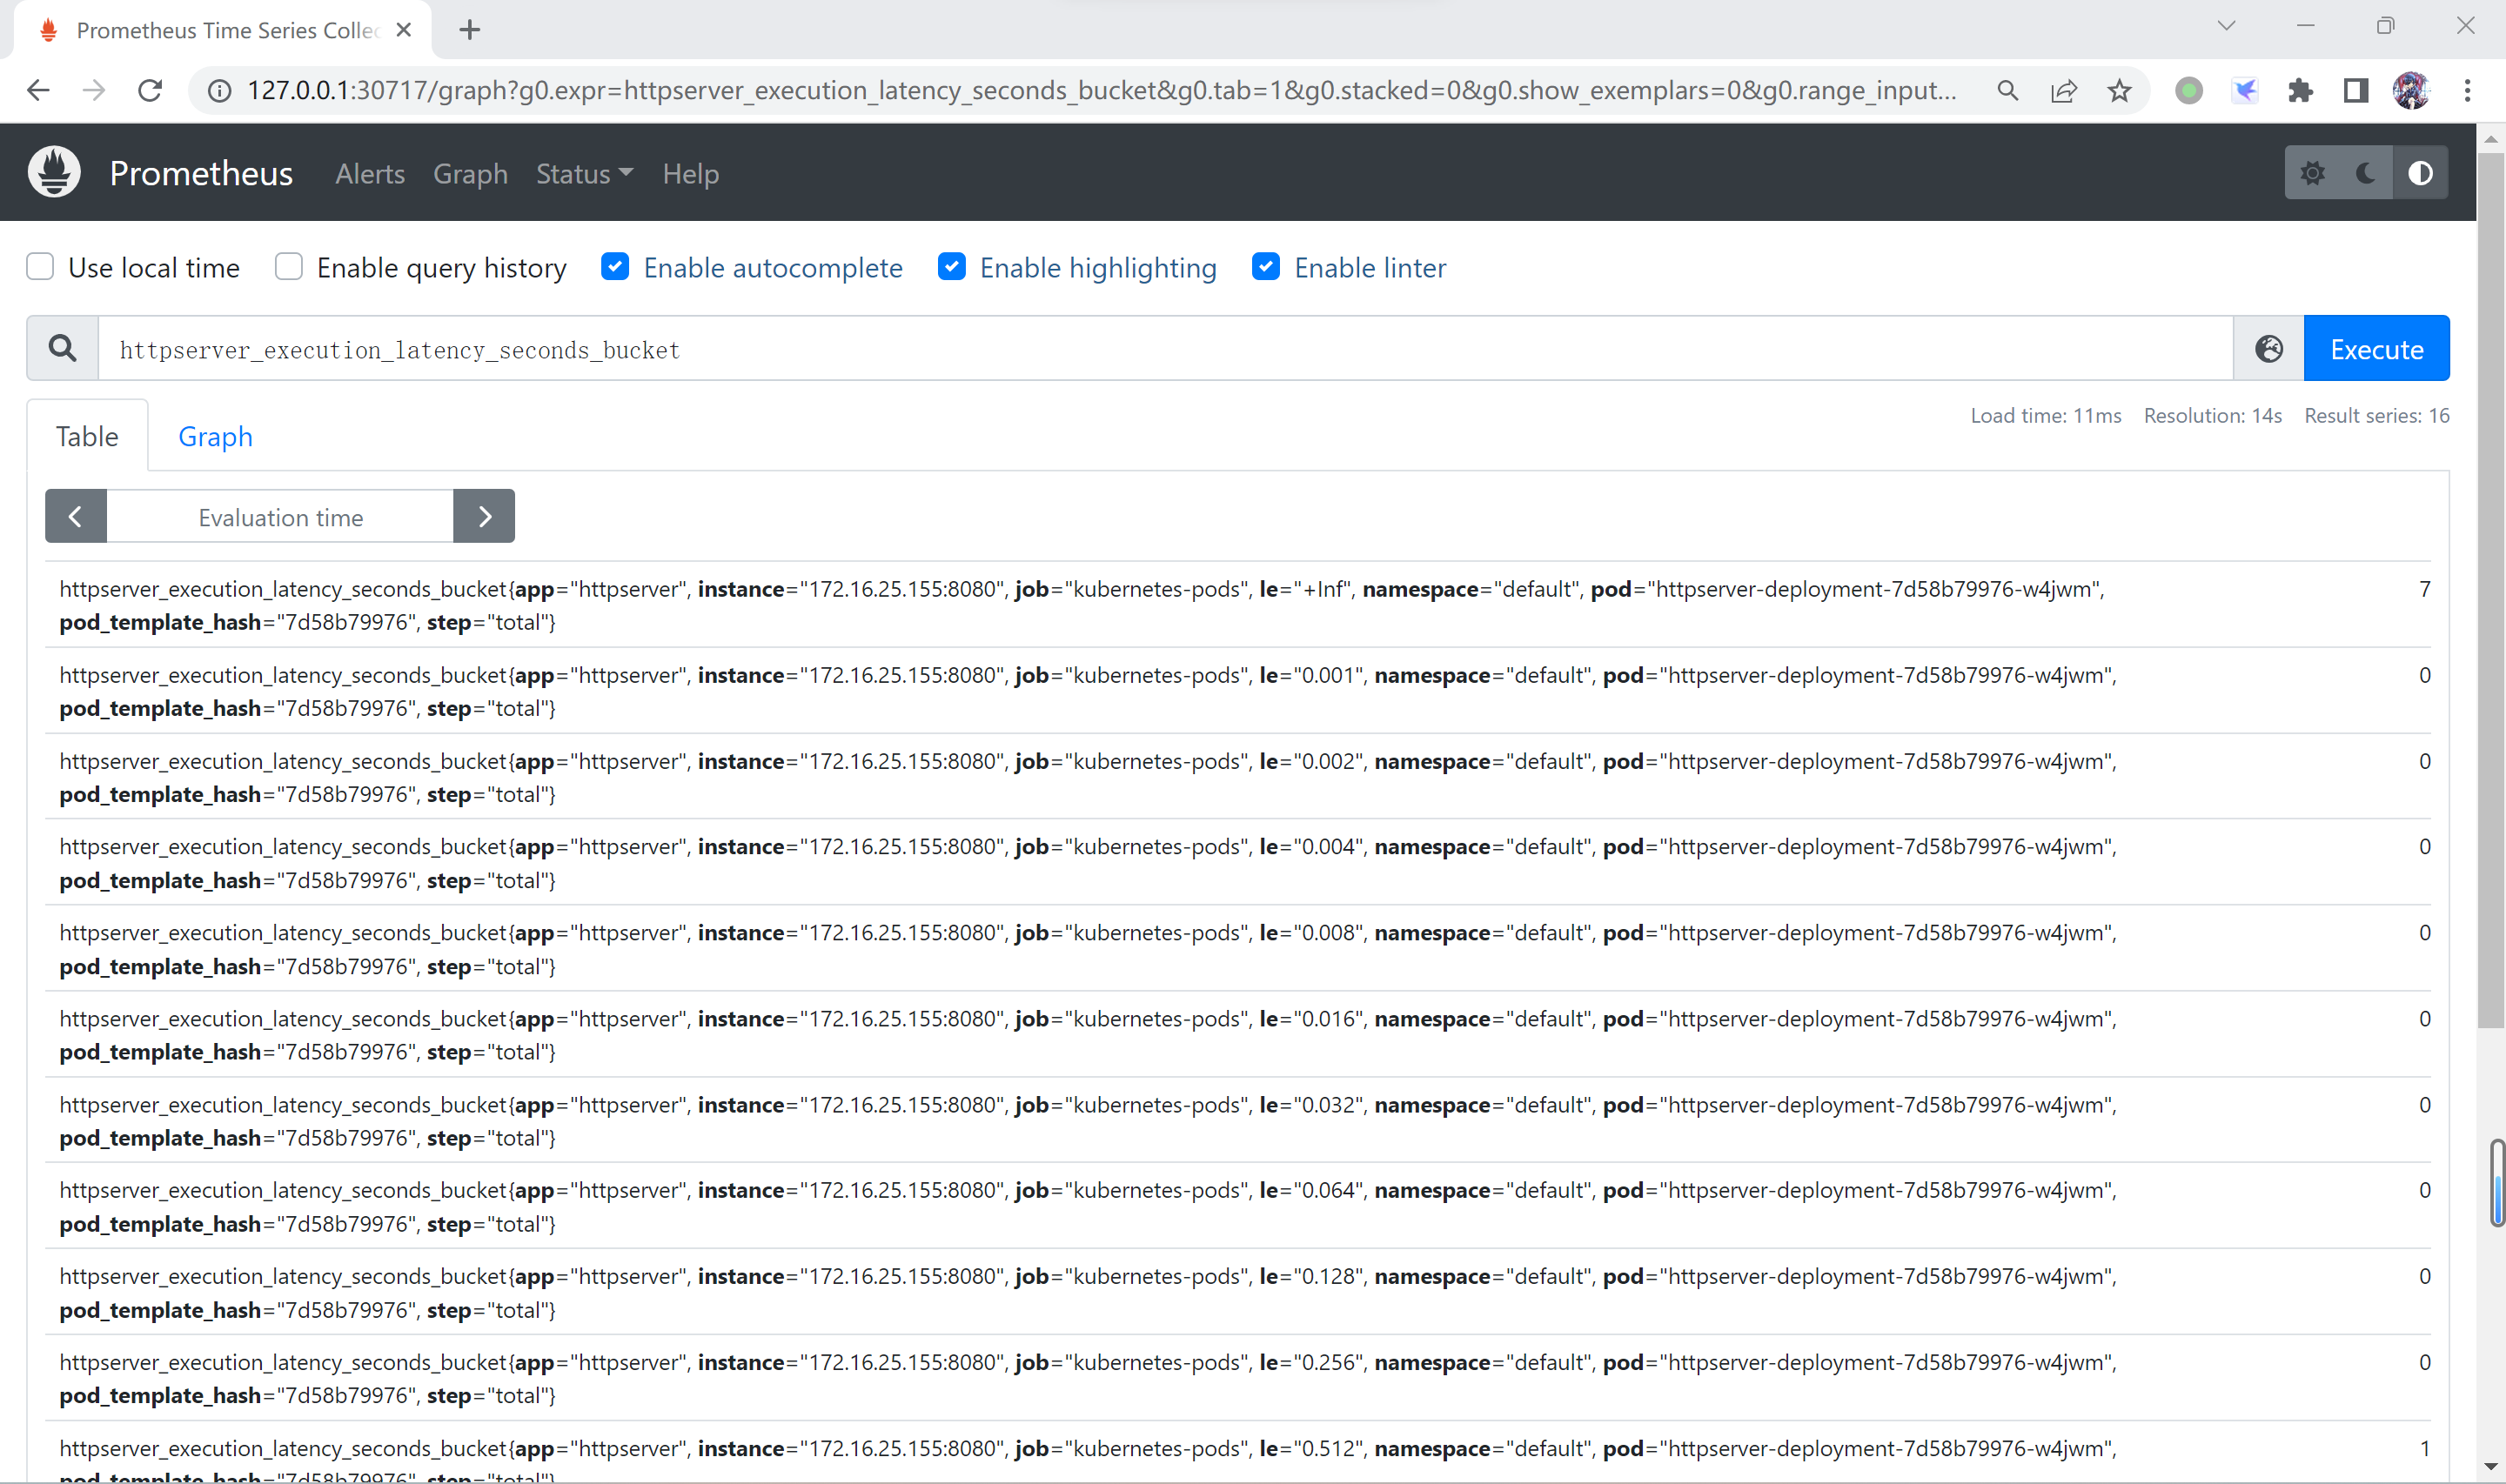 Prometheus Time Series Collec
127.0.0.1:30717/graph?g0.expr=httpserver_execution_latency_seconds_bucket&g0.tab=1&g0.stacked=0&g0.show_exemplars=0&g0.range_input...
Prometheus Alerts Graph Status Help
Use local time Enable query history Enable autocomplete Enable highlighting Enable linter
httpserver_execution_latency_seconds_bucket Execute
Load time: 11ms Resolution: 14s Result series: 16
Table Graph
Evaluation time
httpserver_execution_latency_seconds_bucket{app="httpserver", instance="172.16.25.155:8080", job="kubernetes-pods", le="+Inf", namespace="default", pod="httpserver-deployment-7d58b79976-w4jwm", 7
pod_template_hash="7d58b79976", step="total"}
httpserver_execution_latency_seconds_bucket{app="httpserver", instance="172.16.25.155:8080", job="kubernetes-pods", le="0.001", namespace="default", pod="httpserver-deployment-7d58b79976-w4jwm", 0
pod_template_hash="7d58b79976", step="total"}
httpserver_execution_latency_seconds_bucket{app="httpserver", instance="172.16.25.155:8080", job="kubernetes-pods", le="0.002", namespace="default", pod="httpserver-deployment-7d58b79976-w4jwm", 0
pod_template_hash="7d58b79976", step="total"}
httpserver_execution_latency_seconds_bucket{app="httpserver", instance="172.16.25.155:8080", job="kubernetes-pods", le="0.004", namespace="default", pod="httpserver-deployment-7d58b79976-w4jwm", 0
pod_template_hash="7d58b79976", step="total"}
httpserver_execution_latency_seconds_bucket{app="httpserver", instance="172.16.25.155:8080", job="kubernetes-pods", le="0.008", namespace="default", pod="httpserver-deployment-7d58b79976-w4jwm", 0
pod_template_hash="7d58b79976", step="total"}
httpserver_execution_latency_seconds_bucket{app="httpserver", instance="172.16.25.155:8080", job="kubernetes-pods", le="0.016", namespace="default", pod="httpserver-deployment-7d58b79976-w4jwm", 0
pod_template_hash="7d58b79976", step="total"}
httpserver_execution_latency_seconds_bucket{app="httpserver", instance="172.16.25.155:8080", job="kubernetes-pods", le="0.032", namespace="default", pod="httpserver-deployment-7d58b79976-w4jwm", 0
pod_template_hash="7d58b79976", step="total"}
httpserver_execution_latency_seconds_bucket{app="httpserver", instance="172.16.25.155:8080", job="kubernetes-pods", le="0.064", namespace="default", pod="httpserver-deployment-7d58b79976-w4jwm", 0
pod_template_hash="7d58b79976", step="total"}
httpserver_execution_latency_seconds_bucket{app="httpserver", instance="172.16.25.155:8080", job="kubernetes-pods", le="0.128", namespace="default", pod="httpserver-deployment-7d58b79976-w4jwm", 0
pod_template_hash="7d58b79976", step="total"}
httpserver_execution_latency_seconds_bucket{app="httpserver", instance="172.16.25.155:8080", job="kubernetes-pods", le="0.256", namespace="default", pod="httpserver-deployment-7d58b79976-w4jwm", 0
pod_template_hash="7d58b79976", step="total"}
httpserver_execution_latency_seconds_bucket{app="httpserver", instance="172.16.25.155:8080", job="kubernetes-pods", le="0.512", namespace="default", pod="httpserver-deployment-7d58b79976-w4jwm", 1
pod_template_hash="7d58b79976", step="total"}